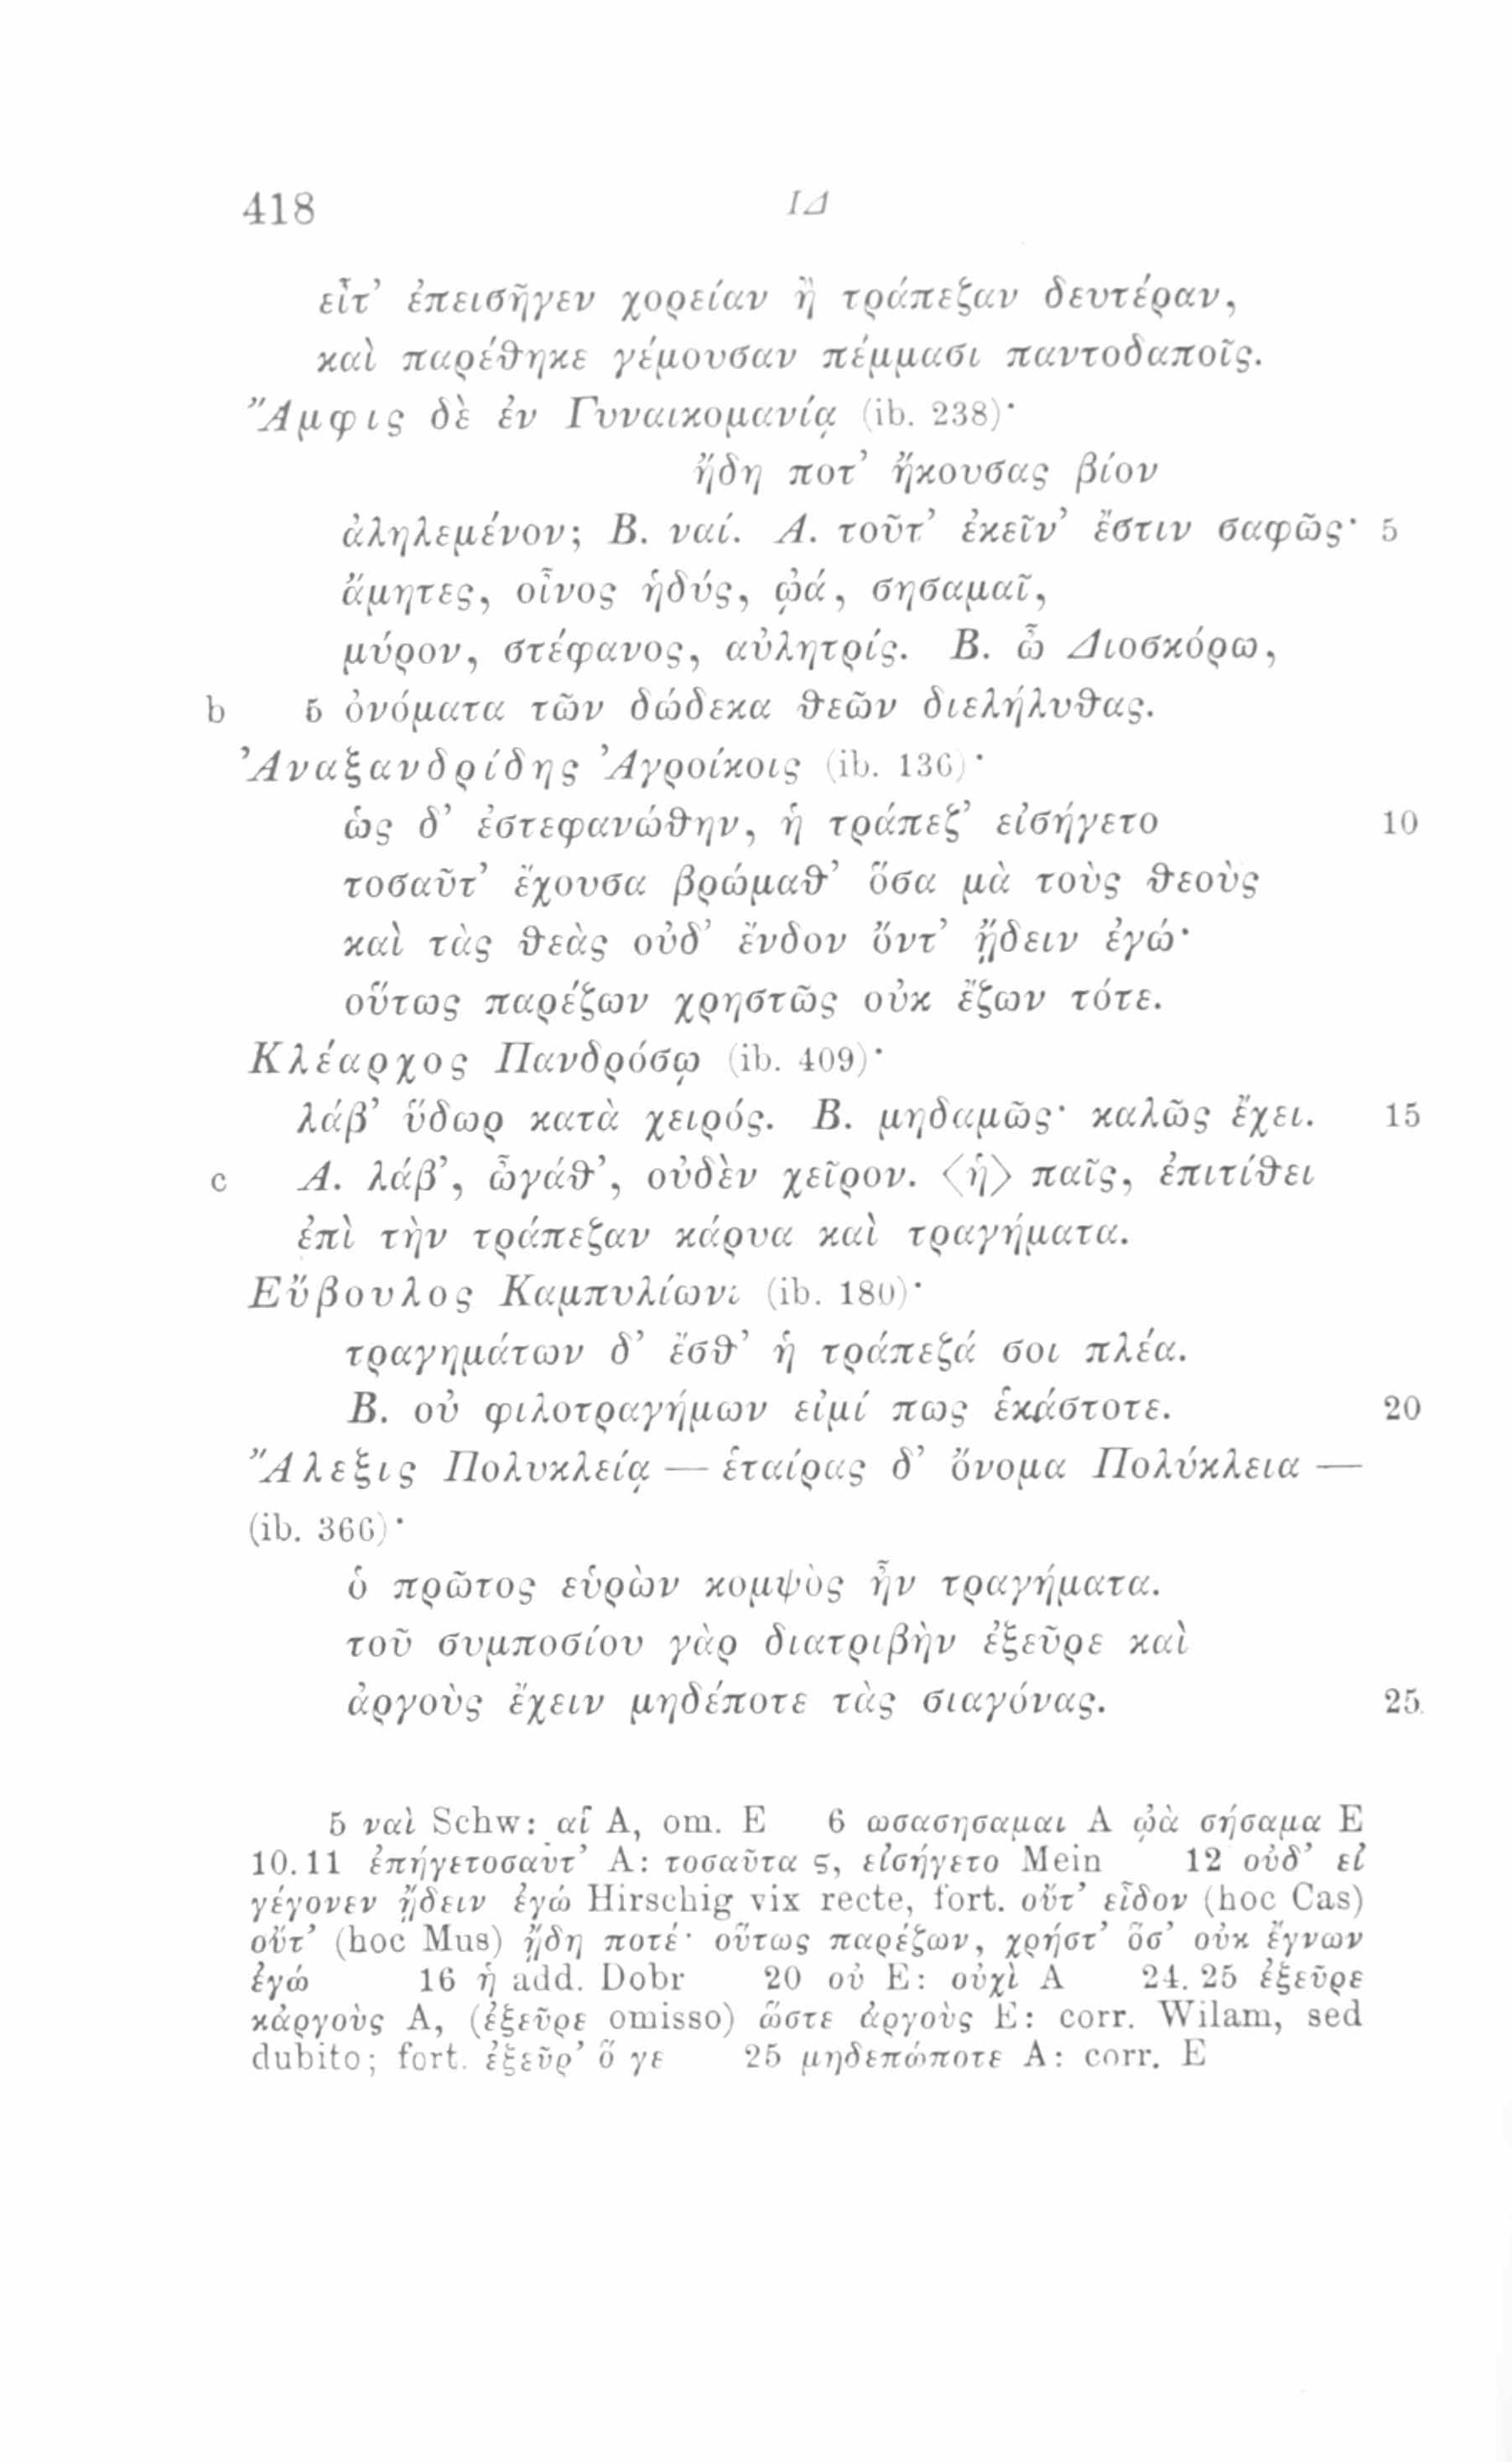 418 ΙΔ
εἶτ’ ἐπεισῆγεν χορείαν ἢ τράπεζαν δευτέραν,
καὶ παρέθηκε γέμουσαν πέμμασι παντοδαποῖς.
Ἄμφις δὲ ἐν Γυναικομανίᾳ (ib. 238)·
ἤδη ποτ’ ἤκουσας βίον
ἀληλεμένον; Β. ναί. Α. τοῦτ’ ἐκεῖν’ ἔστιν σαφῶς· 5
ἄμητες, οἶνος ἡδύς, ᾠά, σησαμαῖ,
μύρον, στέφανος, αὐλητρίς. Β. ὦ Διοσκόρω,
b 5 ὀνόματα τῶν δώδεκα θεῶν διελήλυθας.
Ἀναξανδρίδης Ἀγροίκοις (ib. 136)·
ὡς δ’ ἐστεφανώθην, ἡ τράπεζ’ εἰσήγετο 10
τοσαῦτ’ ἔχουσα βρώμαθ’ ὅσα μὰ τοὺς θεοὺς
καὶ τὰς θεὰς οὐδ’ ἔνδον ὄντ’ ᾔδειν ἐγώ·
οὕτως παρέζων χρηστῶς οὐκ ἔζων τότε.
Κλέαρχος Πανδρόσῳ (ib. 409)·
λάβ’ ὕδωρ κατὰ χειρός. Β. μηδαμῶς· καλῶς ἔχει. 15
c Α. λάβ’, ὦγάθ’, οὐδὲν χεῖρον. <ἡ> παῖς, ἐπιτίθει
ἐπὶ τὴν τράπεζαν κάρυα καὶ τραγήματα.
Εὔβουλος Καμπυλίωνι (ib. 180)·
τραγημάτων δ’ ἔσθ’ ἡ τράπεζά σοι πλέα.
Β. οὐ φιλοτραγήμων εἰμί πως ἑκάστοτε. 20
Ἄλεξις Πολυκλείᾳ — ἑταίρας δ’ ὄνομα Πολύκλεια —
(ib. 366)·
ὁ πρῶτος εὑρὼν κομψὸς ἦν τραγήματα.
τοῦ συμποσίου γὰρ διατριβὴν ἐξεῦρε καὶ
ἀργοὺς ἔχειν μηδέποτε τὰς σιαγόνας. 25
5 ναὶ Schw: αἲ A, om. E 6 ωσασησαμαι A ᾠὰ σήσαμα E
10. 11 ἐπήγετοσαυτ’ A: τοσαῦτα ς, εἰσήγετο Mein 12 οὐδ’ εἰ
γέγονεν ᾔδειν ἐγώ Hirschig vix recte, fort. οὔτ’ εἶδον (hoc Cas)
οὔτ’ (hoc Mus) ᾔδη ποτέ· οὕτως παρέζων, χρήστ’ ὅσ’ οὐκ ἔγνων
ἐγώ 16 ἡ add. Dobr 20 οὐ E: οὐχὶ A 24. 25 ἐξεῦρε
κἀργοὺς A, (ἐξεῦρε omisso) ὥστε ἀργοὺς E: corr. Wilam, sed
dubito; fort. ἐξεῦρ’ ὅ γε 25 μηδεπώποτε A: corr. E